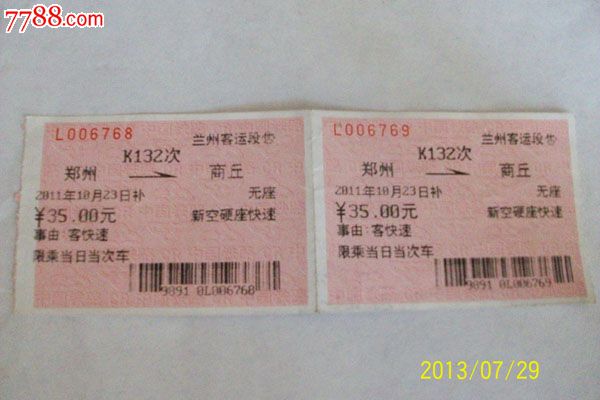 7788.com
L006768
兰州客运段售
K132次
郑州
商丘
2011年10月23日补
无座
¥35.00元
新空硬座快速
事由:客快速
限乘当日当次车
9891 0L006768
L006769
兰州客运段售
K132次
郑州
商丘
2011年10月23日补
无座
¥35.00元
新空硬座快速
事由:客快速
限乘当日当次车
9891 0L006769
2013/07/29